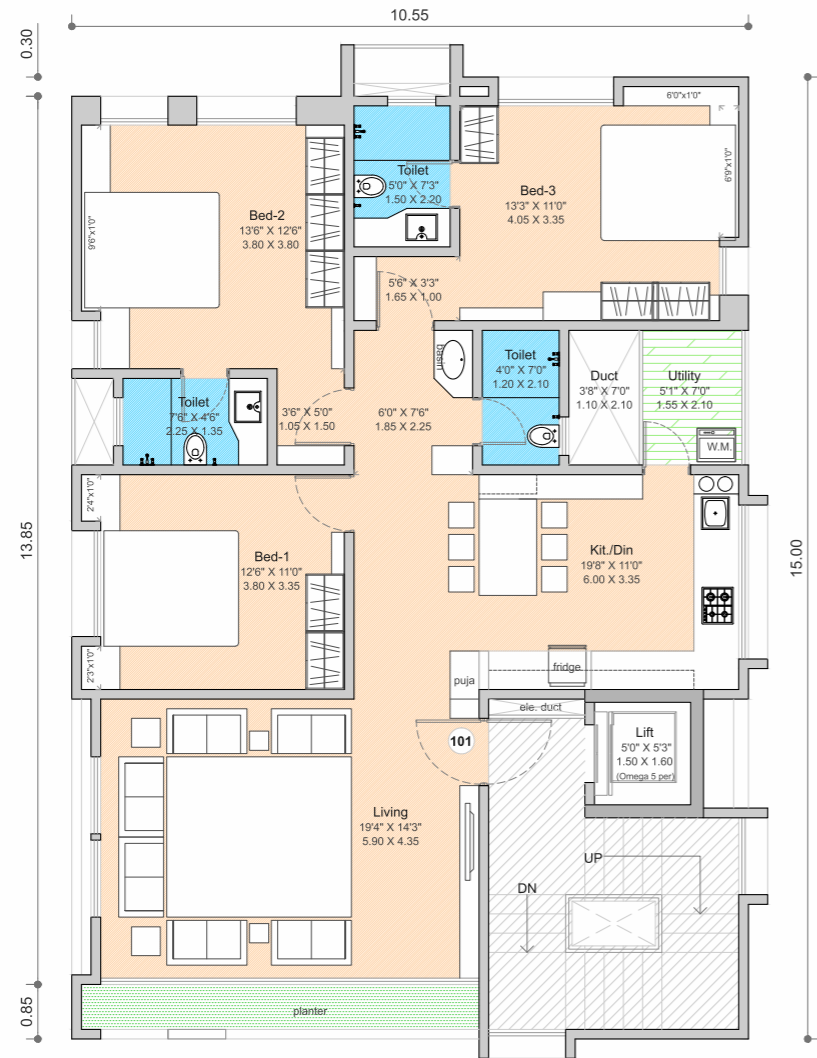 10.55
0.30
6'0"x1'0"
Toilet
5'0" X 7'3"
1.50 X 2.20
Bed-3
13'3" X 11'0"
4.05 X 3.35
6'9"x1'0"
Bed-2
13'6" X 12'6"
3.80 X 3.80
9'6"x1'0"
5'6" X 3'3"
1.65 X 1.00
basin
Toilet
4'0" X 7'0"
1.20 X 2.10
Duct
3'8" X 7'0"
1.10 X 2.10
Utility
5'1" X 7'0"
1.55 X 2.10
W.M.
Toilet
7'6" X 4'6"
2.25 X 1.35
3'6" X 5'0"
1.05 X 1.50
6'0" X 7'6"
1.85 X 2.25
2'4"x1'0"
Bed-1
12'6" X 11'0"
3.80 X 3.35
2'3"x1'0"
Kit./Din
19'8" X 11'0"
6.00 X 3.35
13.85
15.00
puja
fridge
ele. duct
101
Lift
5'0" X 5'3"
1.50 X 1.60
(Omega 5 per)
Living
19'4" X 14'3"
5.90 X 4.35
UP
DN
planter
0.85